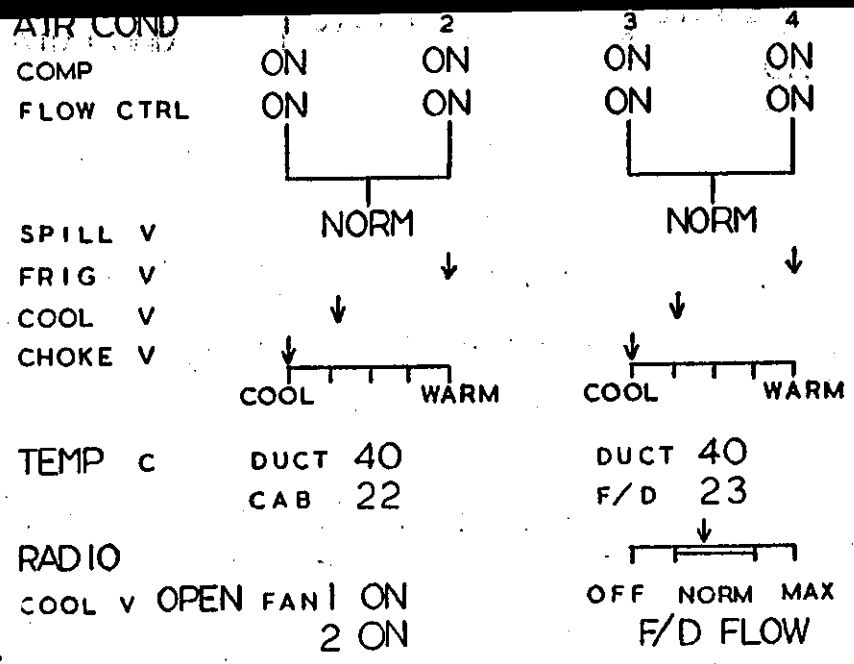 AIR COND 1 2 3 4
COMP ON ON ON ON
FLOW CTRL ON ON ON ON
SPILL V NORM NORM
FRIG V
COOL V
CHOKE V
COOL WARM COOL WARM
TEMP C DUCT 40 DUCT 40
CAB 22 F/D 23
RADIO
COOL V OPEN FAN 1 ON OFF NORM MAX
2 ON F/D FLOW